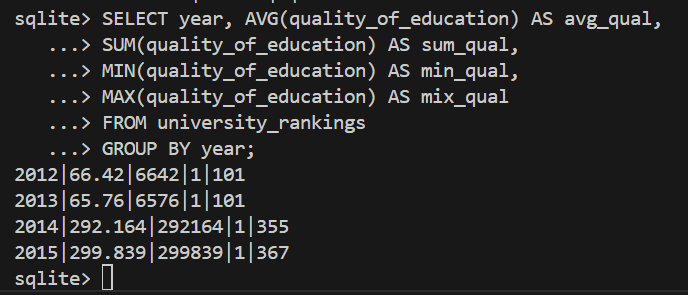 sqlite> SELECT year, AVG(quality_of_education) AS avg_qual,
...> SUM(quality_of_education) AS sum_qual,
...> MIN(quality_of_education) AS min_qual,
...> MAX(quality_of_education) AS mix_qual
...> FROM university_rankings
...> GROUP BY year;
2012|66.42|6642|1|101
2013|65.76|6576|1|101
2014|292.164|292164|1|355
2015|299.839|299839|1|367
sqlite>